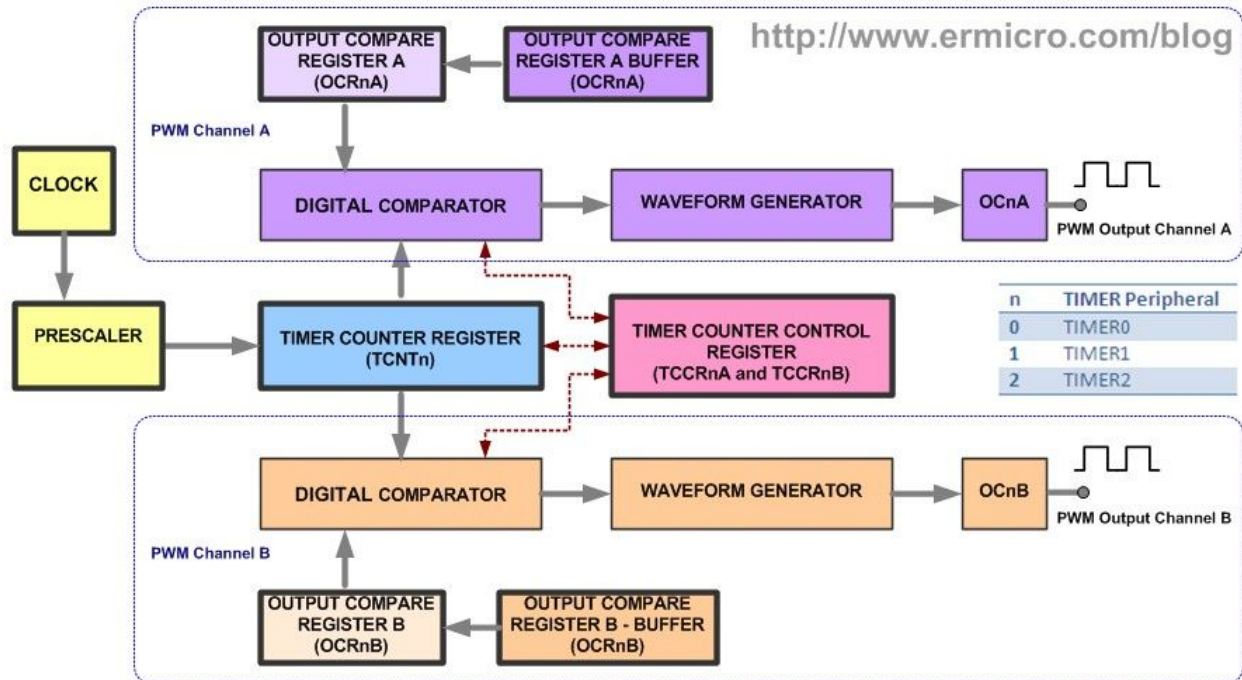 http://www.ermicro.com/blog
OUTPUT COMPARE
REGISTER A
(OCRnA)
OUTPUT COMPARE
REGISTER A BUFFER
(OCRnA)
PWM Channel A
CLOCK
DIGITAL COMPARATOR
WAVEFORM GENERATOR
OCnA
PWM Output Channel A
PRESCALER
TIMER COUNTER REGISTER
(TCNTn)
TIMER COUNTER CONTROL
REGISTER
(TCCRnA and TCCRnB)
n TIMER Peripheral
0 TIMER0
1 TIMER1
2 TIMER2
DIGITAL COMPARATOR
WAVEFORM GENERATOR
OCnB
PWM Output Channel B
PWM Channel B
OUTPUT COMPARE
REGISTER B
(OCRnB)
OUTPUT COMPARE
REGISTER B - BUFFER
(OCRnB)